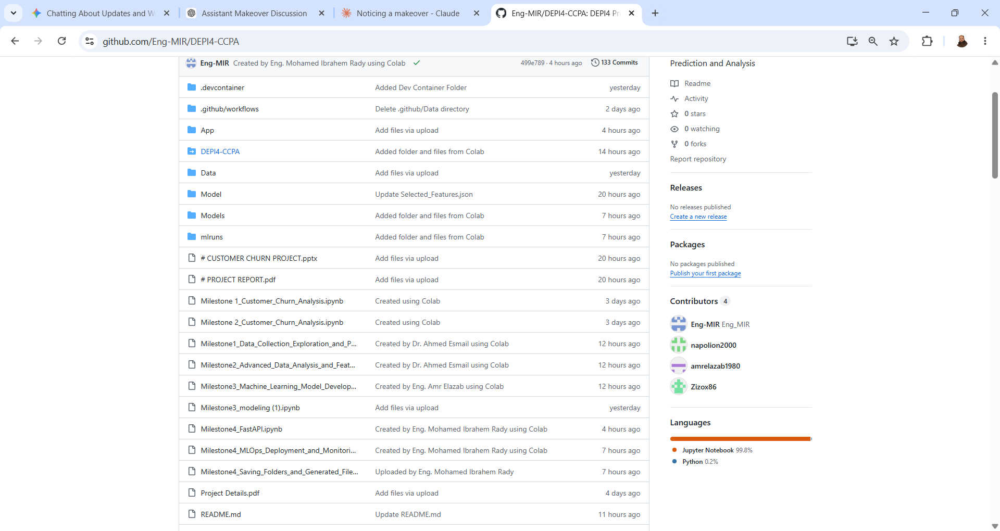 Chatting About Updates and W
Assistant Makeover Discussion
Noticing a makeover - Claude
Eng-MIR/DEPI4-CCPA: DEPI4 Pr
github.com/Eng-MIR/DEPI4-CCPA
Eng-MIR Created by Eng. Mohamed Ibrahem Rady using Colab 499e789 · 4 hours ago 133 Commits
.devcontainer Added Dev Container Folder yesterday
.github/workflows Delete .github/Data directory 2 days ago
App Add files via upload 4 hours ago
DEPI4-CCPA Added folder and files from Colab 14 hours ago
Data Add files via upload yesterday
Model Update Selected_Features.json 20 hours ago
Models Added folder and files from Colab 7 hours ago
mlruns Added folder and files from Colab 7 hours ago
# CUSTOMER CHURN PROJECT.pptx Add files via upload 20 hours ago
# PROJECT REPORT.pdf Add files via upload 20 hours ago
Milestone 1_Customer_Churn_Analysis.ipynb Created using Colab 3 days ago
Milestone 2_Customer_Churn_Analysis.ipynb Created using Colab 3 days ago
Milestone1_Data_Collection_Exploration_and_P... Created by Dr. Ahmed Esmail using Colab 12 hours ago
Milestone2_Advanced_Data_Analysis_and_Feat... Created by Dr. Ahmed Esmail using Colab 12 hours ago
Milestone3_Machine_Learning_Model_Develop... Created by Eng. Amr Elazab using Colab 12 hours ago
Milestone3_modeling (1).ipynb Add files via upload yesterday
Milestone4_FastAPI.ipynb Created by Eng. Mohamed Ibrahem Rady using Colab 4 hours ago
Milestone4_MLOps_Deployment_and_Monitori... Created by Eng. Mohamed Ibrahem Rady using Colab 7 hours ago
Milestone4_Saving_Folders_and_Generated_File... Uploaded by Eng. Mohamed Ibrahem Rady 7 hours ago
Project Details.pdf Add files via upload 4 days ago
README.md Update README.md 11 hours ago
Prediction and Analysis
Readme
Activity
0 stars
0 watching
0 forks
Report repository
Releases
No releases published
Create a new release
Packages
No packages published
Publish your first package
Contributors 4
Eng-MIR Eng_MIR
napolion2000
amrelazab1980
Zizox86
Languages
Jupyter Notebook 99.8%
Python 0.2%